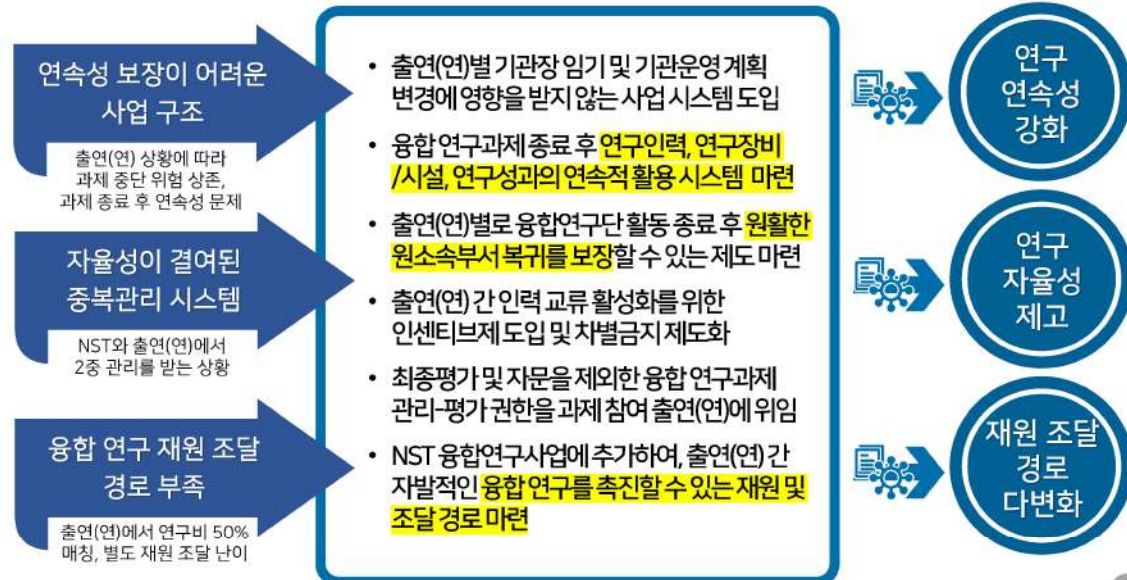 연속성 보장이 어려운
사업 구조
출연(연) 상황에 따라
과제 중단 위험 상존,
과제 종료 후 연속성 문제
자율성이 결여된
중복관리 시스템
NST와 출연(연)에서
2중 관리를 받는 상황
융합 연구 재원 조달
경로 부족
출연(연)에서 연구비 50%
매칭, 별도 재원 조달 난이
• 출연(연)별 기관장 임기 및 기관운영 계획
변경에 영향을 받지 않는 사업 시스템 도입
• 융합 연구과제 종료 후 연구인력, 연구장비
/시설, 연구성과의 연속적 활용 시스템 마련
• 출연(연)별로 융합연구단 활동 종료 후 원활한
원소속부서 복귀를 보장할 수 있는 제도 마련
• 출연(연) 간 인력 교류 활성화를 위한
인센티브제 도입 및 차별금지 제도화
• 최종평가 및 자문을 제외한 융합 연구과제
관리-평가 권한을 과제 참여 출연(연)에 위임
• NST 융합연구사업에 추가하여, 출연(연) 간
자발적인 융합 연구를 촉진할 수 있는 재원 및
조달 경로 마련
연구
연속성
강화
연구
자율성
제고
재원 조달
경로
다변화